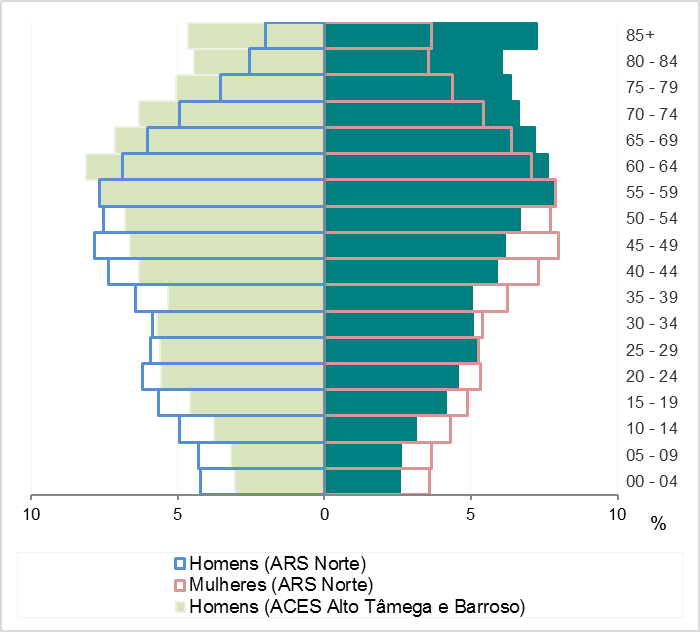 85+
80 - 84
75 - 79
70 - 74
65 - 69
60 - 64
55 - 59
50 - 54
45 - 49
40 - 44
35 - 39
30 - 34
25 - 29
20 - 24
15 - 19
10 - 14
05 - 09
00 - 04
10 5 0 5 10
%
Homens (ARS Norte)
Mulheres (ARS Norte)
Homens (ACES Alto Tâmega e Barroso)